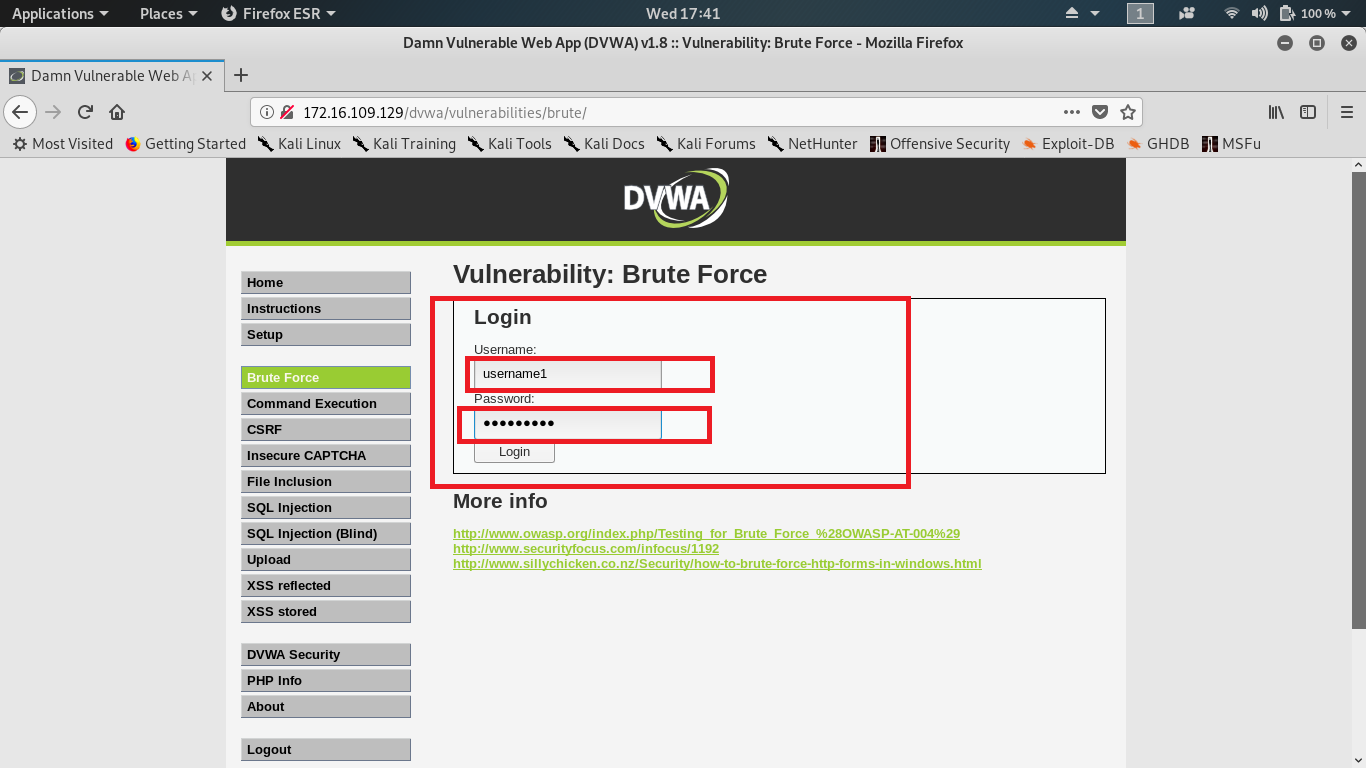 Applications Places Firefox ESR Wed 17:41 1 100 %
Damn Vulnerable Web App (DVWA) v1.8 :: Vulnerability: Brute Force - Mozilla Firefox
Damn Vulnerable Web A
172.16.109.129/dvwa/vulnerabilities/brute/
Most Visited Getting Started Kali Linux Kali Training Kali Tools Kali Docs Kali Forums NetHunter Offensive Security Exploit-DB GHDB MSFu
DVWA
Home
Instructions
Setup
Brute Force
Command Execution
CSRF
Insecure CAPTCHA
File Inclusion
SQL Injection
SQL Injection (Blind)
Upload
XSS reflected
XSS stored
DVWA Security
PHP Info
About
Logout
Vulnerability: Brute Force
Login
Username:
username1
Password:
●●●●●●●●●
Login
More info
http://www.owasp.org/index.php/Testing_for_Brute_Force_%28OWASP-AT-004%29
http://www.securityfocus.com/infocus/1192
http://www.sillychicken.co.nz/Security/how-to-brute-force-http-forms-in-windows.html